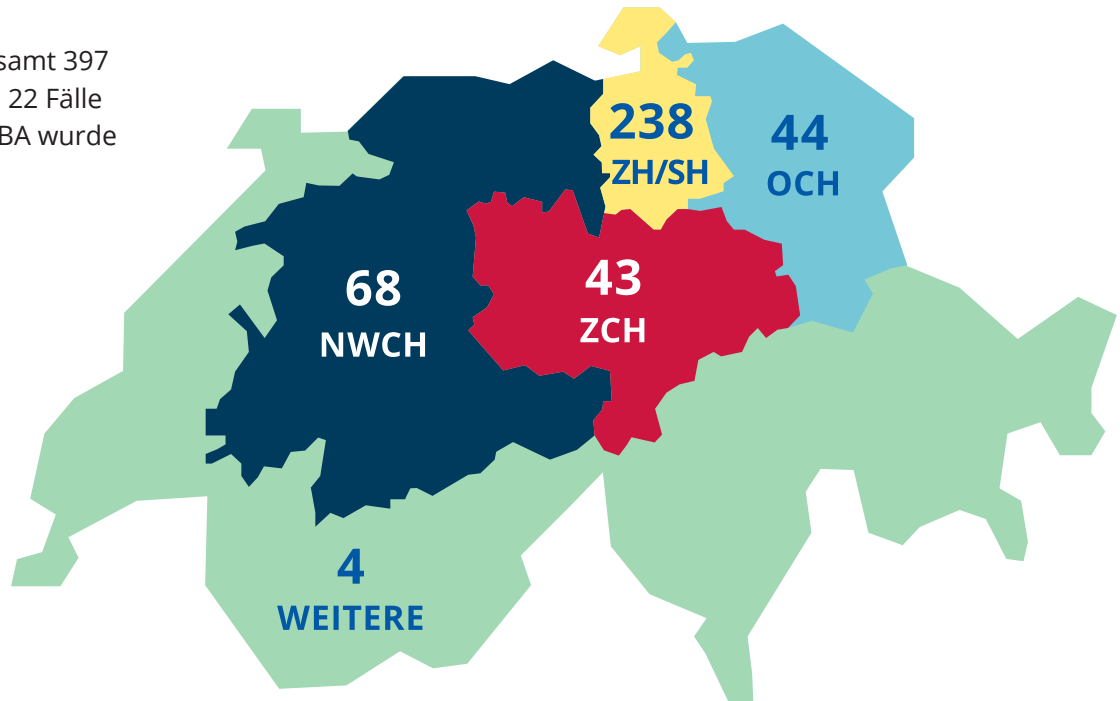 samt 397
22 Fälle
BA wurde
238
ZH/SH
44
OCH
68
NWCH
43
ZCH
4
WEITERE